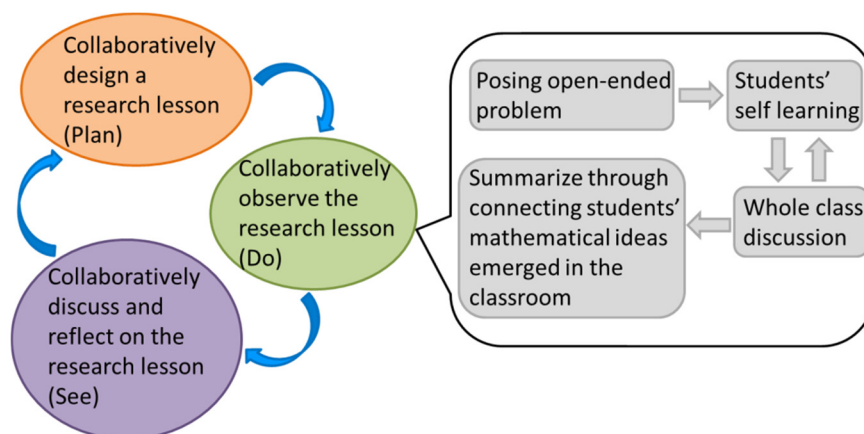 Collaboratively
design a
research lesson
(Plan)
Collaboratively
observe the
research lesson
(Do)
Collaboratively
discuss and
reflect on the
research lesson
(See)
Posing open-ended
problem
Students’
self learning
Whole class
discussion
Summarize through
connecting students’
mathematical ideas
emerged in the
classroom